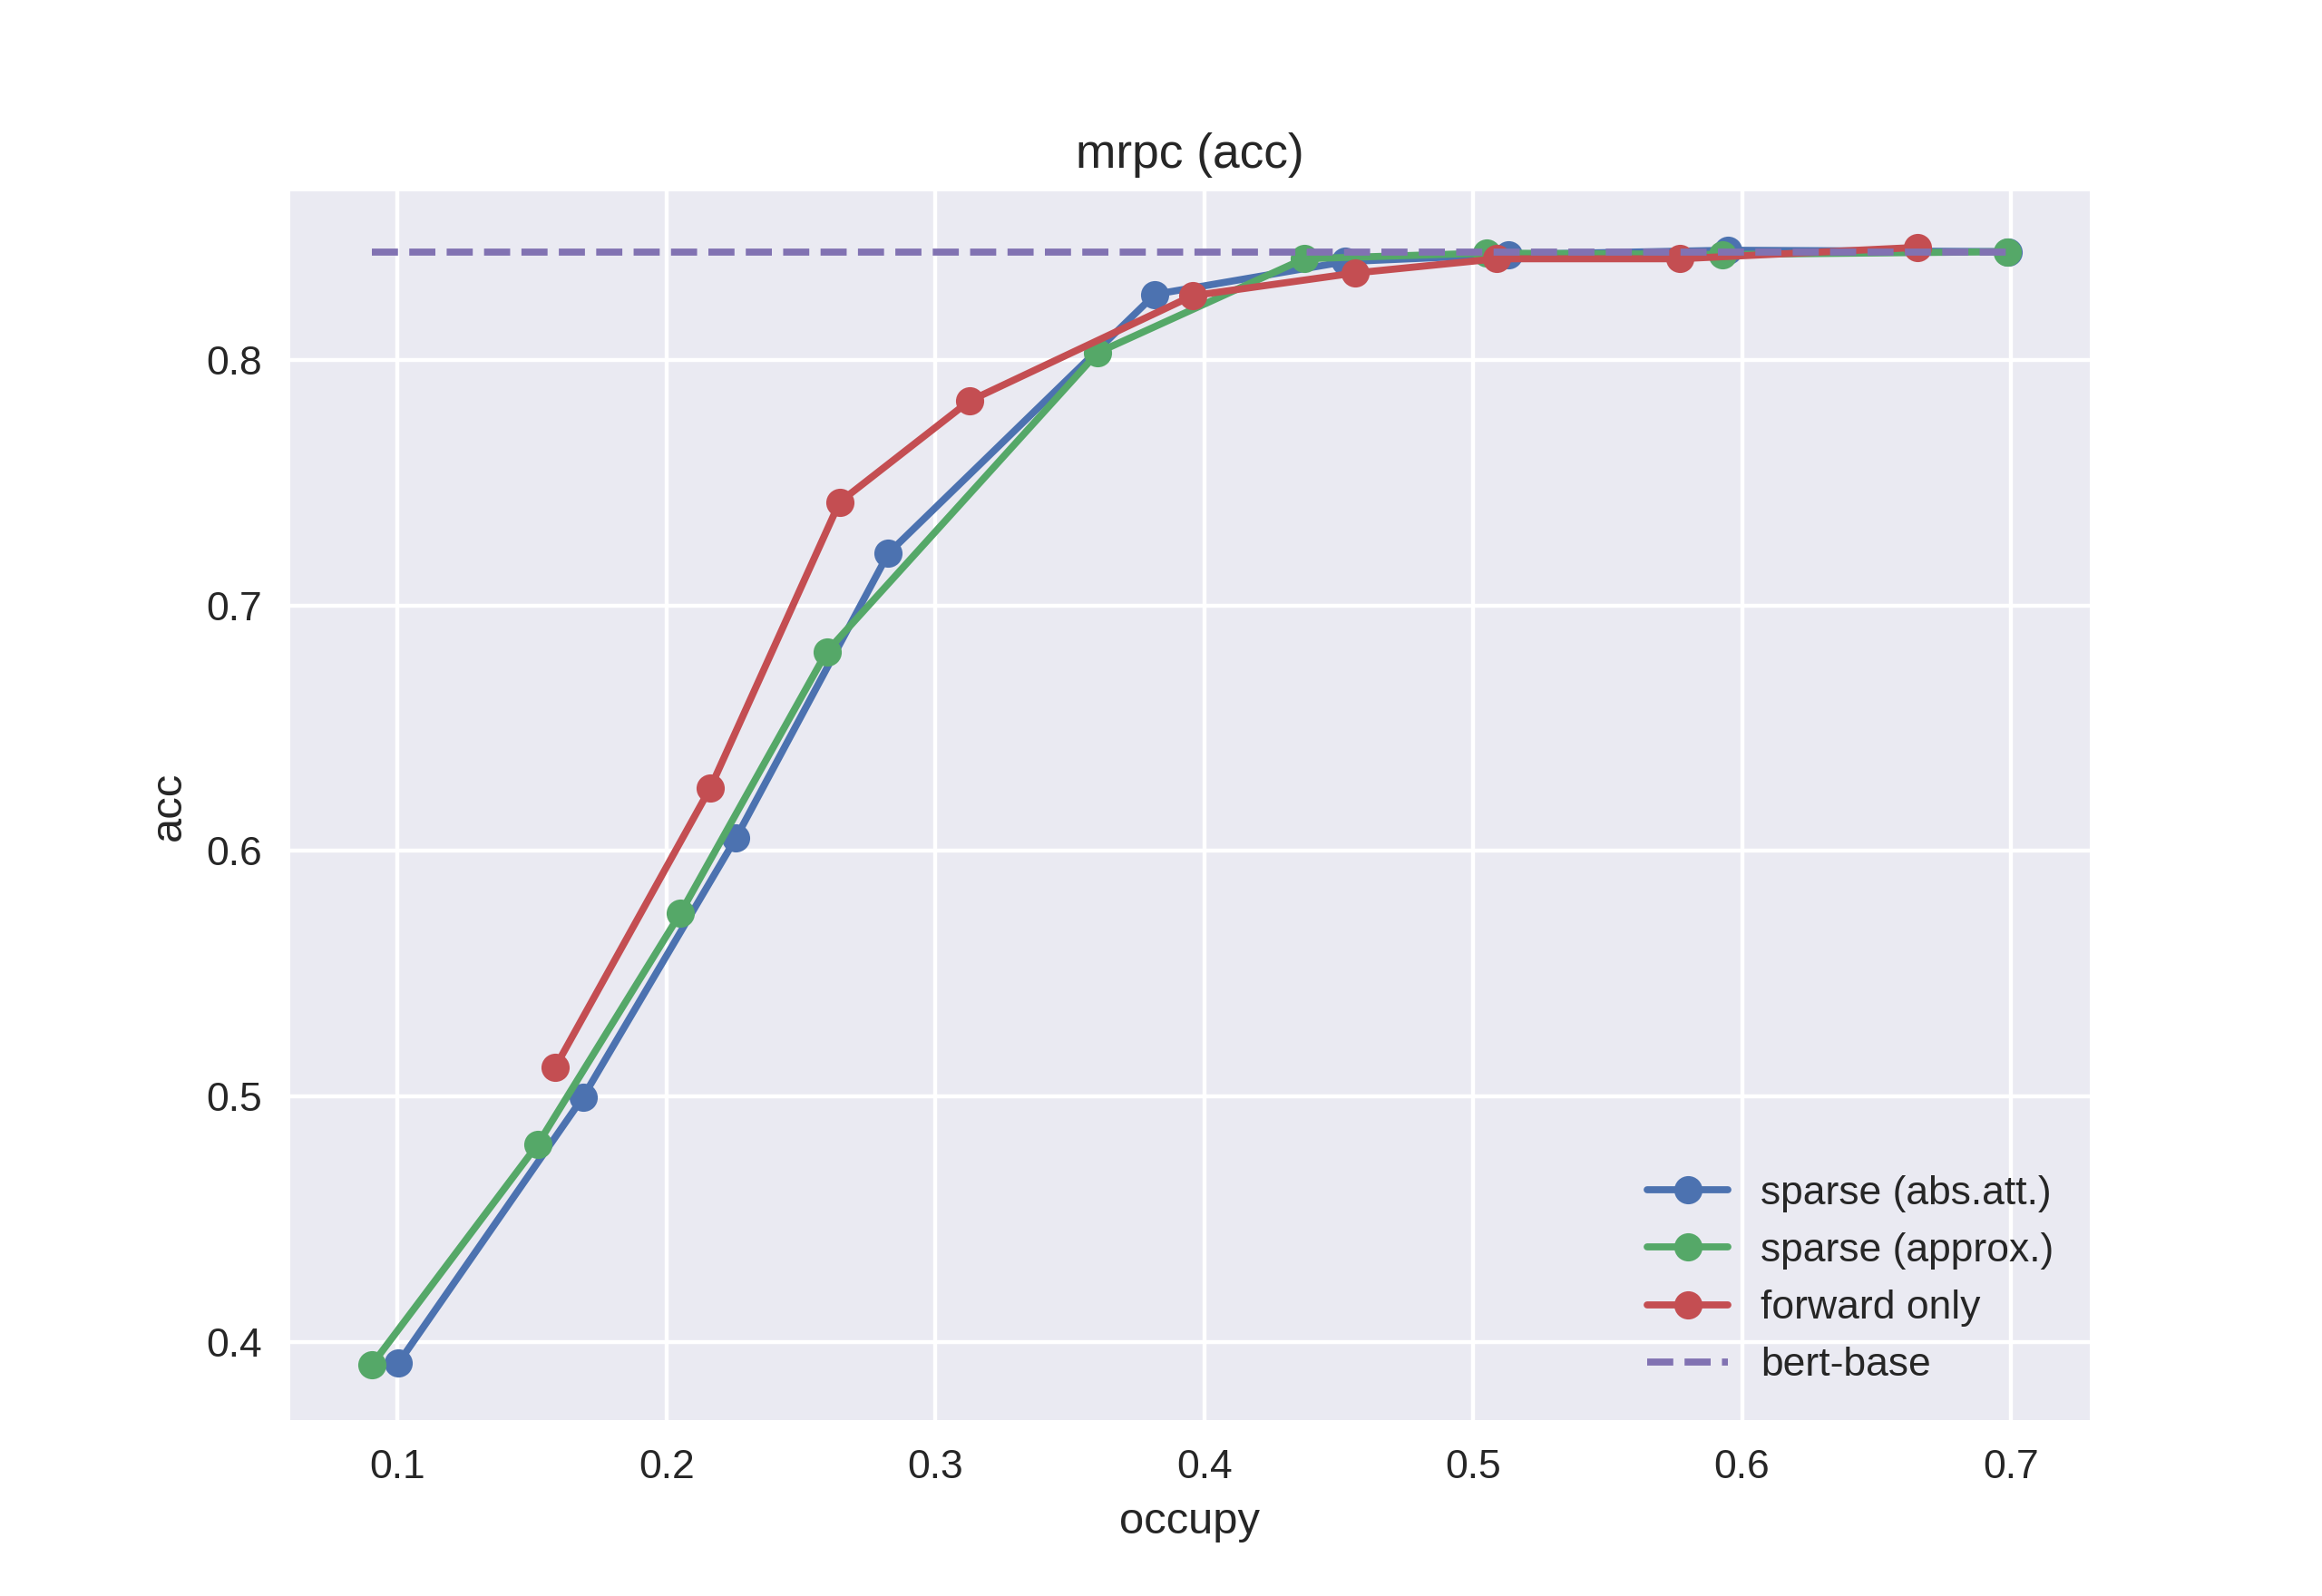 mrpc (acc)
acc
0.8
0.7
0.6
0.5
0.4
0.1 0.2 0.3 0.4 0.5 0.6 0.7
occupy
sparse (abs.att.)
sparse (approx.)
forward only
bert-base